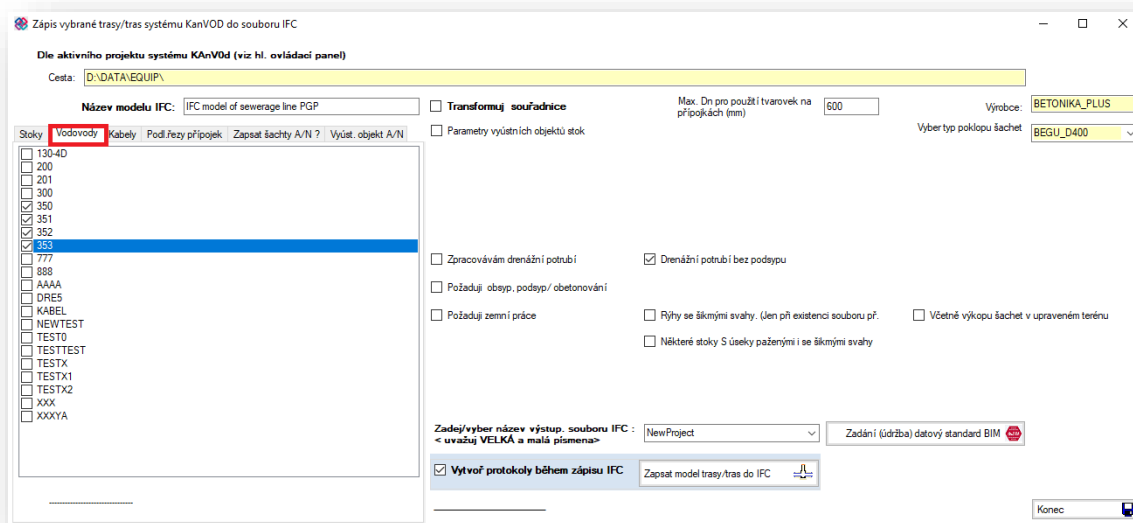 Zápis vybrané trasy/tras systému KanVOD do souboru IFC
Dle aktivního projektu systému KAnV0d (viz hl. ovládací panel)
Cesta: D:\DATA\EQUIP\
Název modelu IFC: IFC model of sewerage line PGP
Transformuj souřadnice
Max. Dn pro použití tvarovek na
přípojkách (mm)
600
Výrobce: BETONIKA_PLUS
Parametry vyústních objektů stok
Vyber typ poklopu šachet BEGU_D400
Stoky Vodovody Kabely Podl.řezy přípojek Zapsat šachty A/N ? Vyúst. objekt A/N
130-4D
200
201
300
350
351
352
353
777
888
AAAA
DRE5
KABEL
NEWTEST
TEST0
TESTTEST
TESTX
TESTX1
TESTX2
XXX
XXXYA
Zpracovávám drenážní potrubí
Drenážní potrubí bez podsypu
Požaduji obsyp, podsyp/ obetonování
Požaduji zemní práce
Rýhy se šikmými svahy. (Jen při existenci souboru př.
Včetně výkopu šachet v upraveném terénu
Některé stoky S úseky paženými i se šikmými svahy
Zadej/vyber název výstup. souboru IFC :
< uvažuj VELKÁ a malá písmena>
NewProject
Zadání (údržba) datový standard BIM
Vytvoř protokoly během zápisu IFC
Zapsat model trasy/tras do IFC
Konec